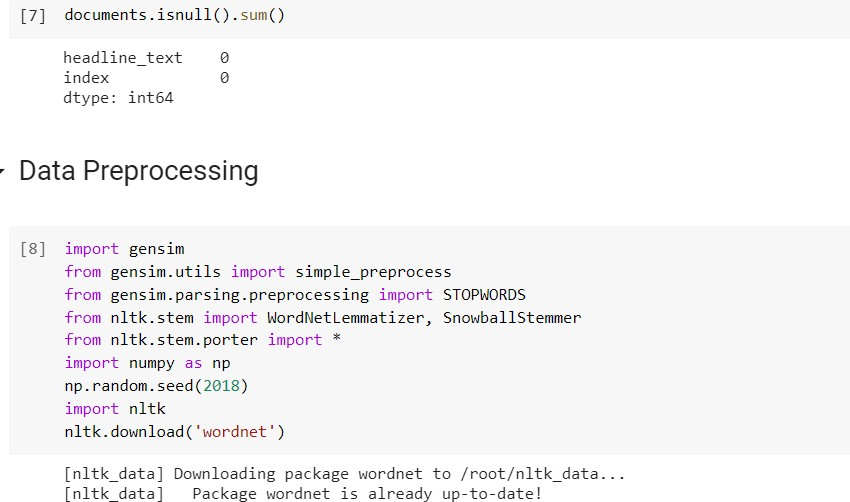 [7] documents.isnull().sum()
headline_text    0
index            0
dtype: int64
Data Preprocessing
[8] import gensim
from gensim.utils import simple_preprocess
from gensim.parsing.preprocessing import STOPWORDS
from nltk.stem import WordNetLemmatizer, SnowballStemmer
from nltk.stem.porter import *
import numpy as np
np.random.seed(2018)
import nltk
nltk.download('wordnet')
[nltk_data] Downloading package wordnet to /root/nltk_data...
[nltk_data]   Package wordnet is already up-to-date!